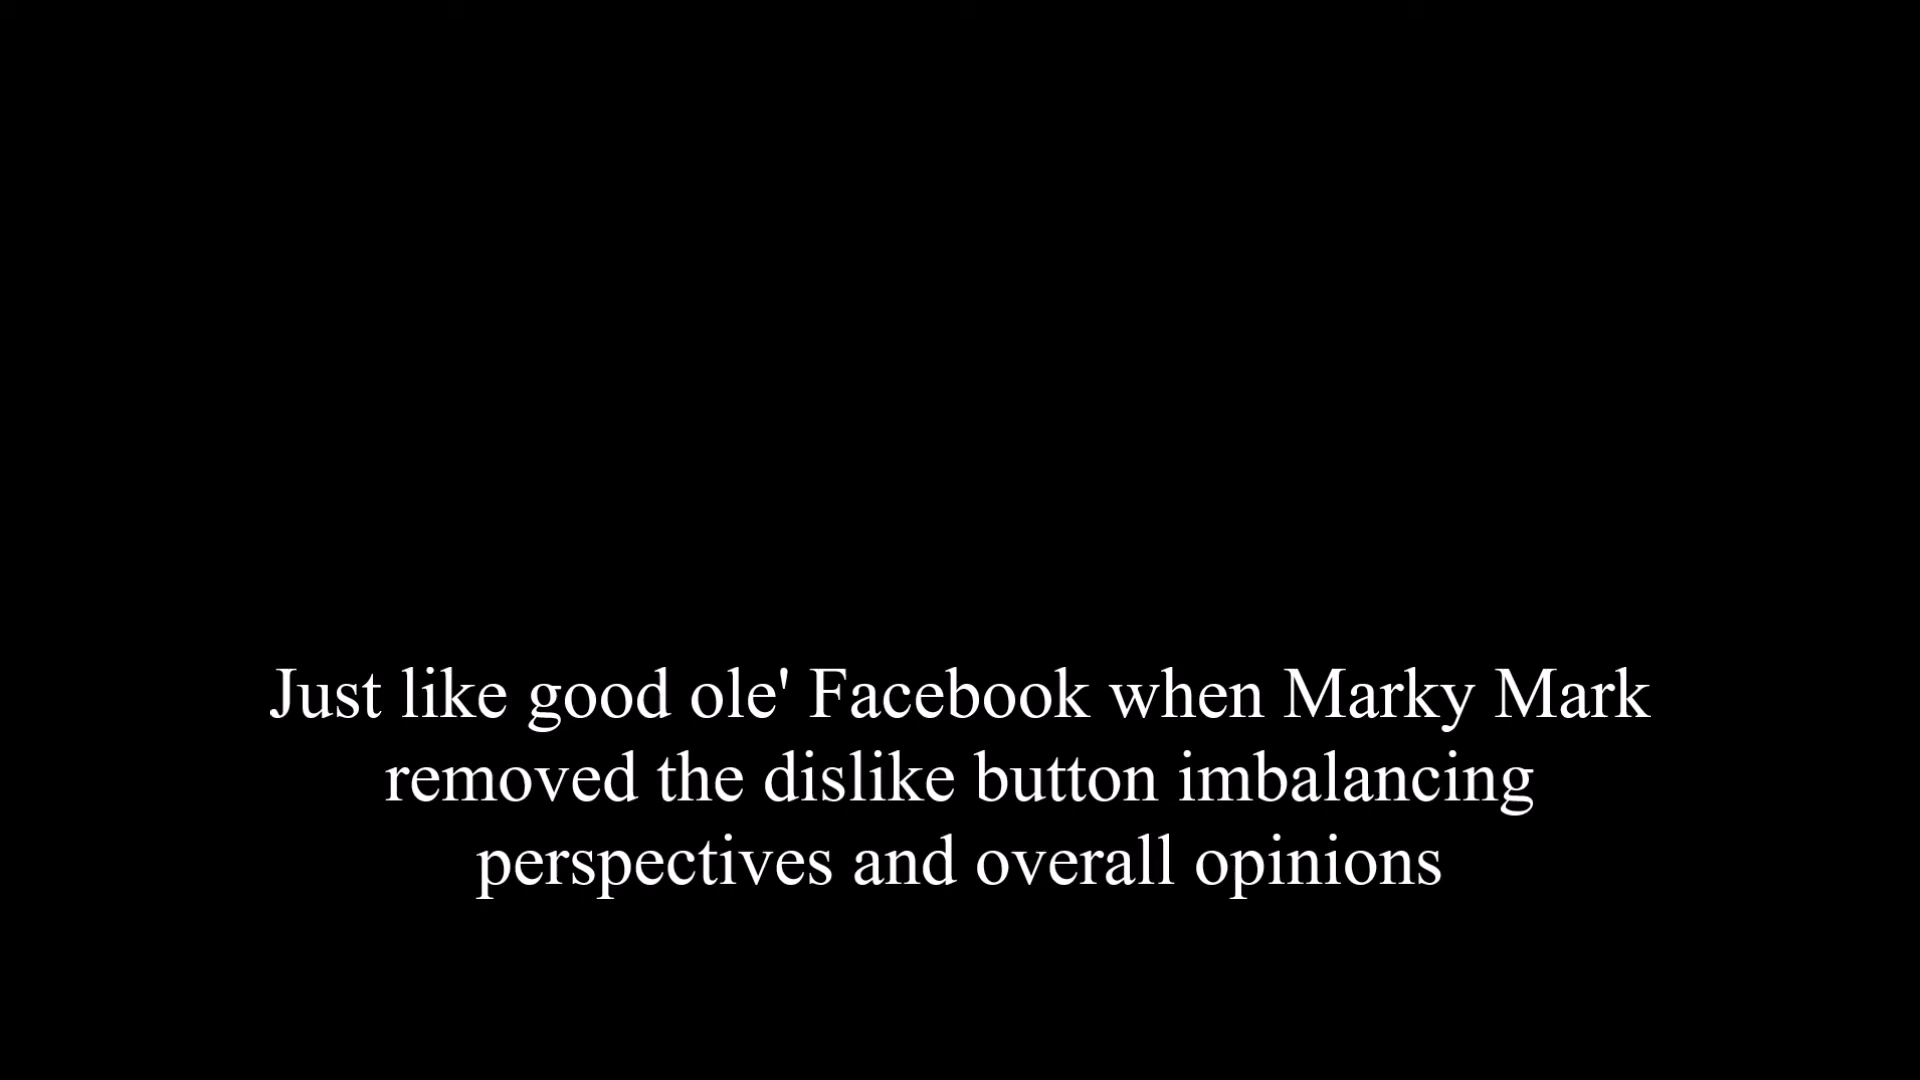 Just like good ole' Facebook when Marky Mark
removed the dislike button imbalancing
perspectives and overall opinions